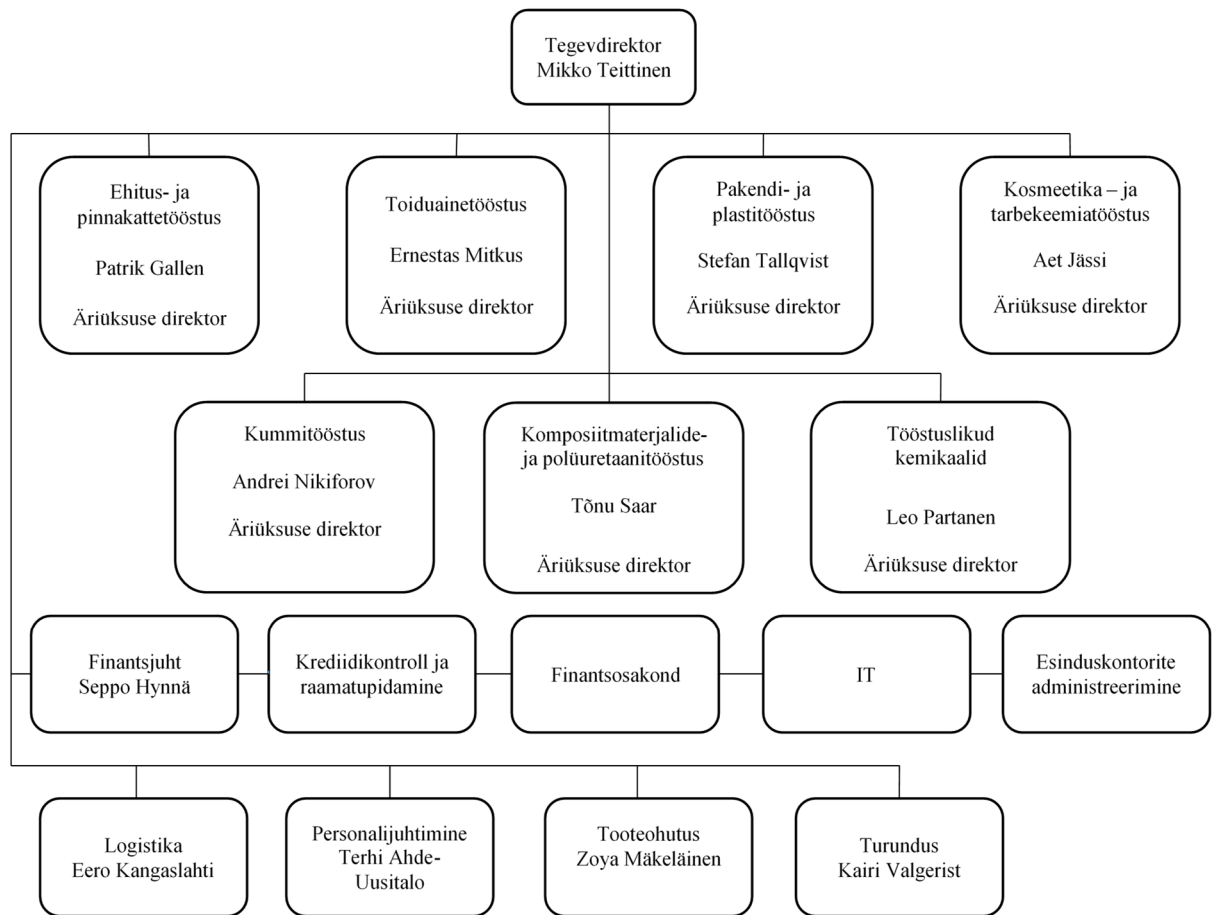 Tegevdirektor
Mikko Teittinen
Ehitus- ja
pinnakattetööstus
Patrik Gallen
Äriüksuse direktor
Toiduainetööstus
Ernestas Mitkus
Äriüksuse direktor
Pakendi- ja
plastitööstus
Stefan Tallqvist
Äriüksuse direktor
Kosmeetika – ja
tarbekeemiatööstus
Aet Jässi
Äriüksuse direktor
Kummitööstus
Andrei Nikiforov
Äriüksuse direktor
Komposiitmaterjalide-
ja polüuretaanitööstus
Tõnu Saar
Äriüksuse direktor
Tööstuslikud
kemikaalid
Leo Partanen
Äriüksuse direktor
Finantsjuht
Seppo Hynnä
Krediidikontroll ja
raamatupidamine
Finantsosakond
IT
Esinduskontorite
administreerimine
Logistika
Eero Kangaslahti
Personalijuhtimine
Terhi Ahde-
Uusitalo
Tooteohutus
Zoya Mäkeläinen
Turundus
Kairi Valgerist